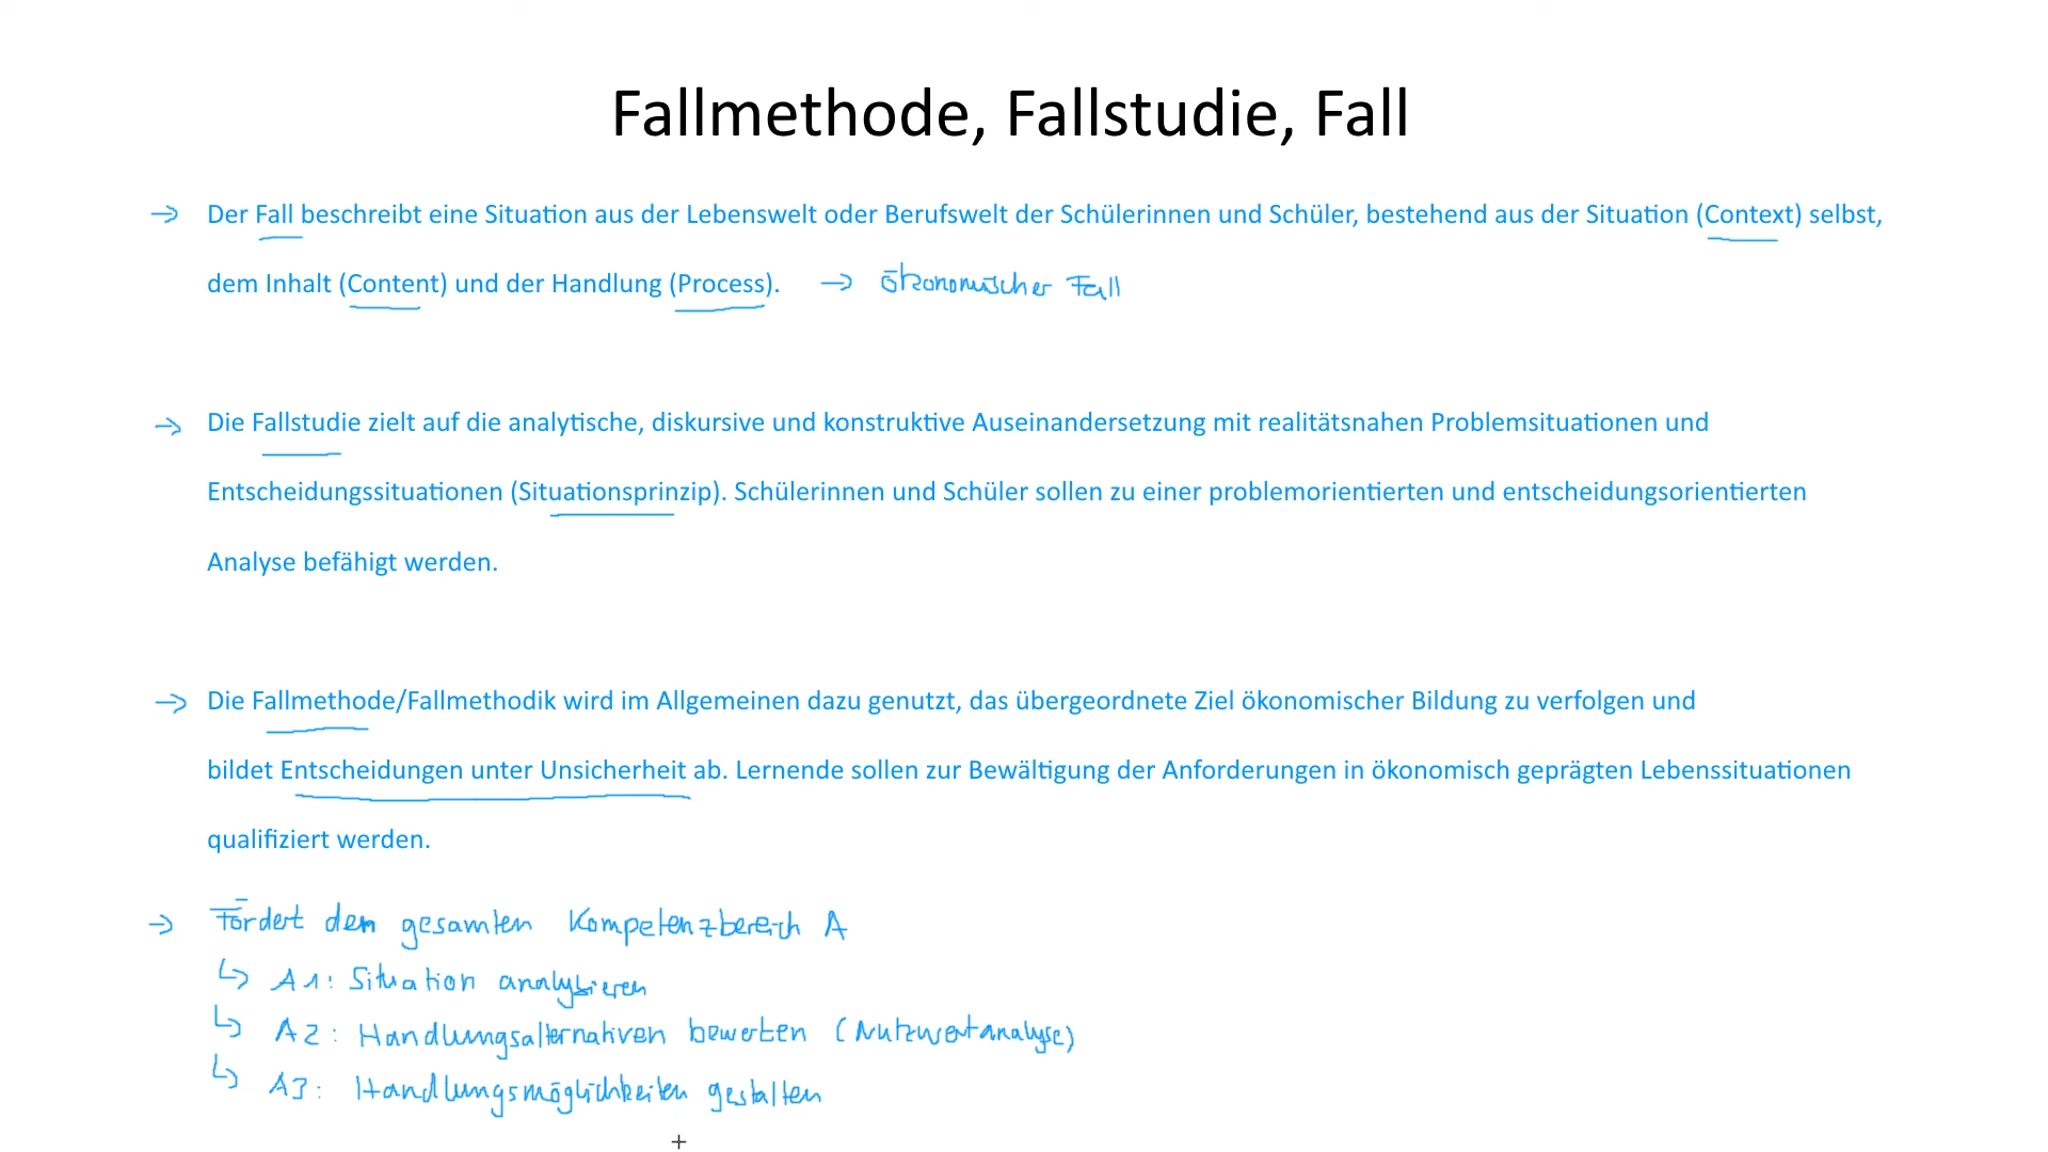 Fallmethode, Fallstudie, Fall
→ Der Fall beschreibt eine Situation aus der Lebenswelt oder Berufswelt der Schülerinnen und Schüler, bestehend aus der Situation (Context) selbst,
dem Inhalt (Content) und der Handlung (Process). → ökonomischer Fall
→ Die Fallstudie zielt auf die analytische, diskursive und konstruktive Auseinandersetzung mit realitätsnahen Problemsituationen und
Entscheidungssituationen (Situationsprinzip). Schülerinnen und Schüler sollen zu einer problemorientierten und entscheidungsorientierten
Analyse befähigt werden.
→ Die Fallmethode/Fallmethodik wird im Allgemeinen dazu genutzt, das übergeordnete Ziel ökonomischer Bildung zu verfolgen und
bildet Entscheidungen unter Unsicherheit ab. Lernende sollen zur Bewältigung der Anforderungen in ökonomisch geprägten Lebenssituationen
qualifiziert werden.
→ Fördert den gesamten Kompetenzbereich A
↳ A1: Situation analysieren
↳ A2: Handlungsalternativen bewerten (Nutzwertanalyse)
↳ A3: Handlungsmöglichkeiten gestalten